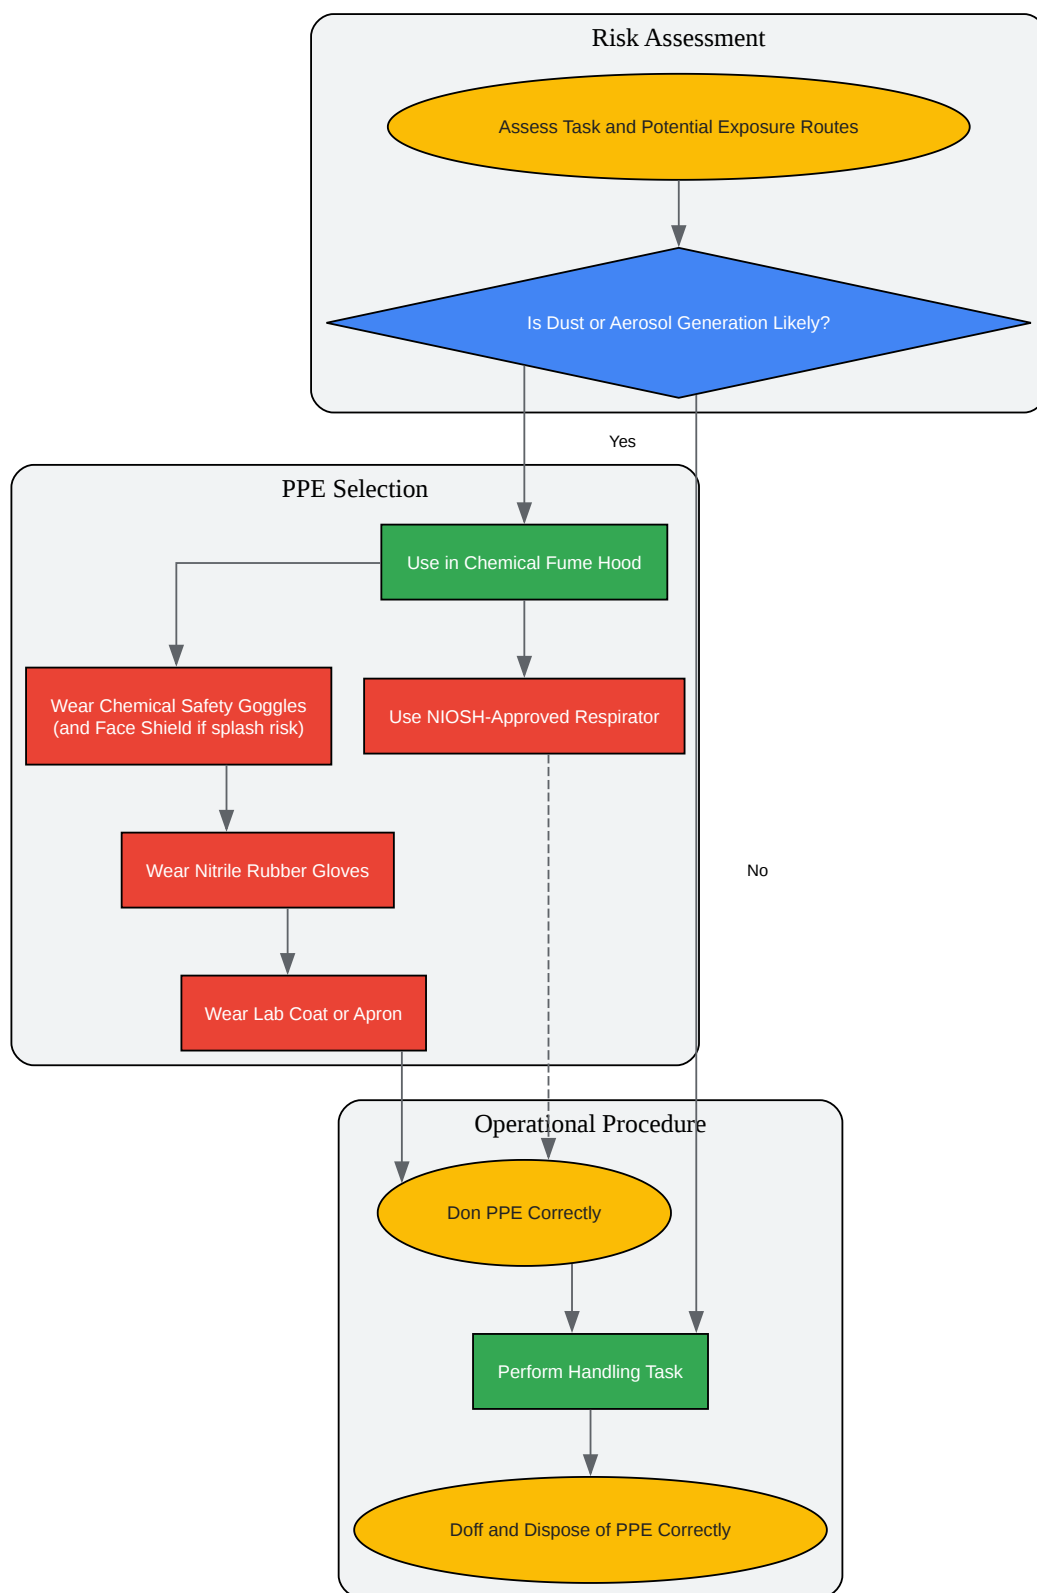 Risk Assessment
Assess Task and Potential Exposure Routes
Is Dust or Aerosol Generation Likely?
Yes
PPE Selection
Use in Chemical Fume Hood
Wear Chemical Safety Goggles
(and Face Shield if splash risk)
Use NIOSH-Approved Respirator
Wear Nitrile Rubber Gloves
No
Wear Lab Coat or Apron
Operational Procedure
Don PPE Correctly
Perform Handling Task
Doff and Dispose of PPE Correctly